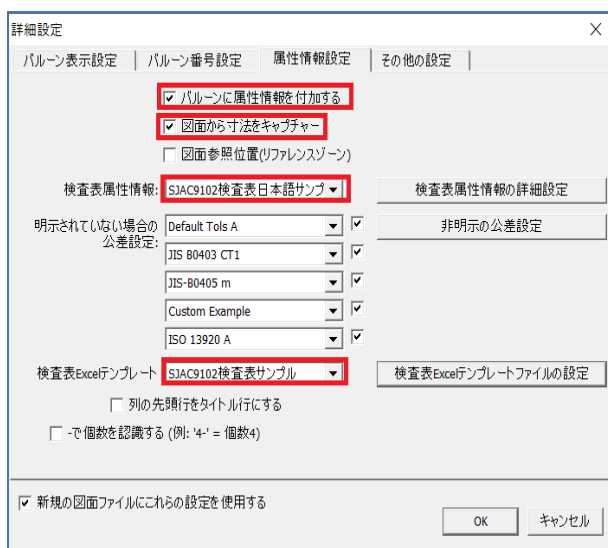 詳細設定
バルーン表示設定 バルーン番号設定 属性情報設定 その他の設定
バルーンに属性情報を付加する
図面から寸法をキャプチャー
図面参照位置(リファレンスゾーン)
検査表属性情報: SJAC9102検査表日本語サンプ 検査表属性情報の詳細設定
明示されていない場合の Default Tols A 非明示の公差設定
公差設定:
JIS B0403 CT1
JIS-B0405 m
Custom Example
ISO 13920 A
検査表Excelテンプレート SJAC9102検査表サンプル 検査表Excelテンプレートファイルの設定
列の先頭行をタイトル行にする
-で個数を認識する (例: '4-' = 個数4)
新規の図面ファイルにこれらの設定を使用する
OK キャンセル